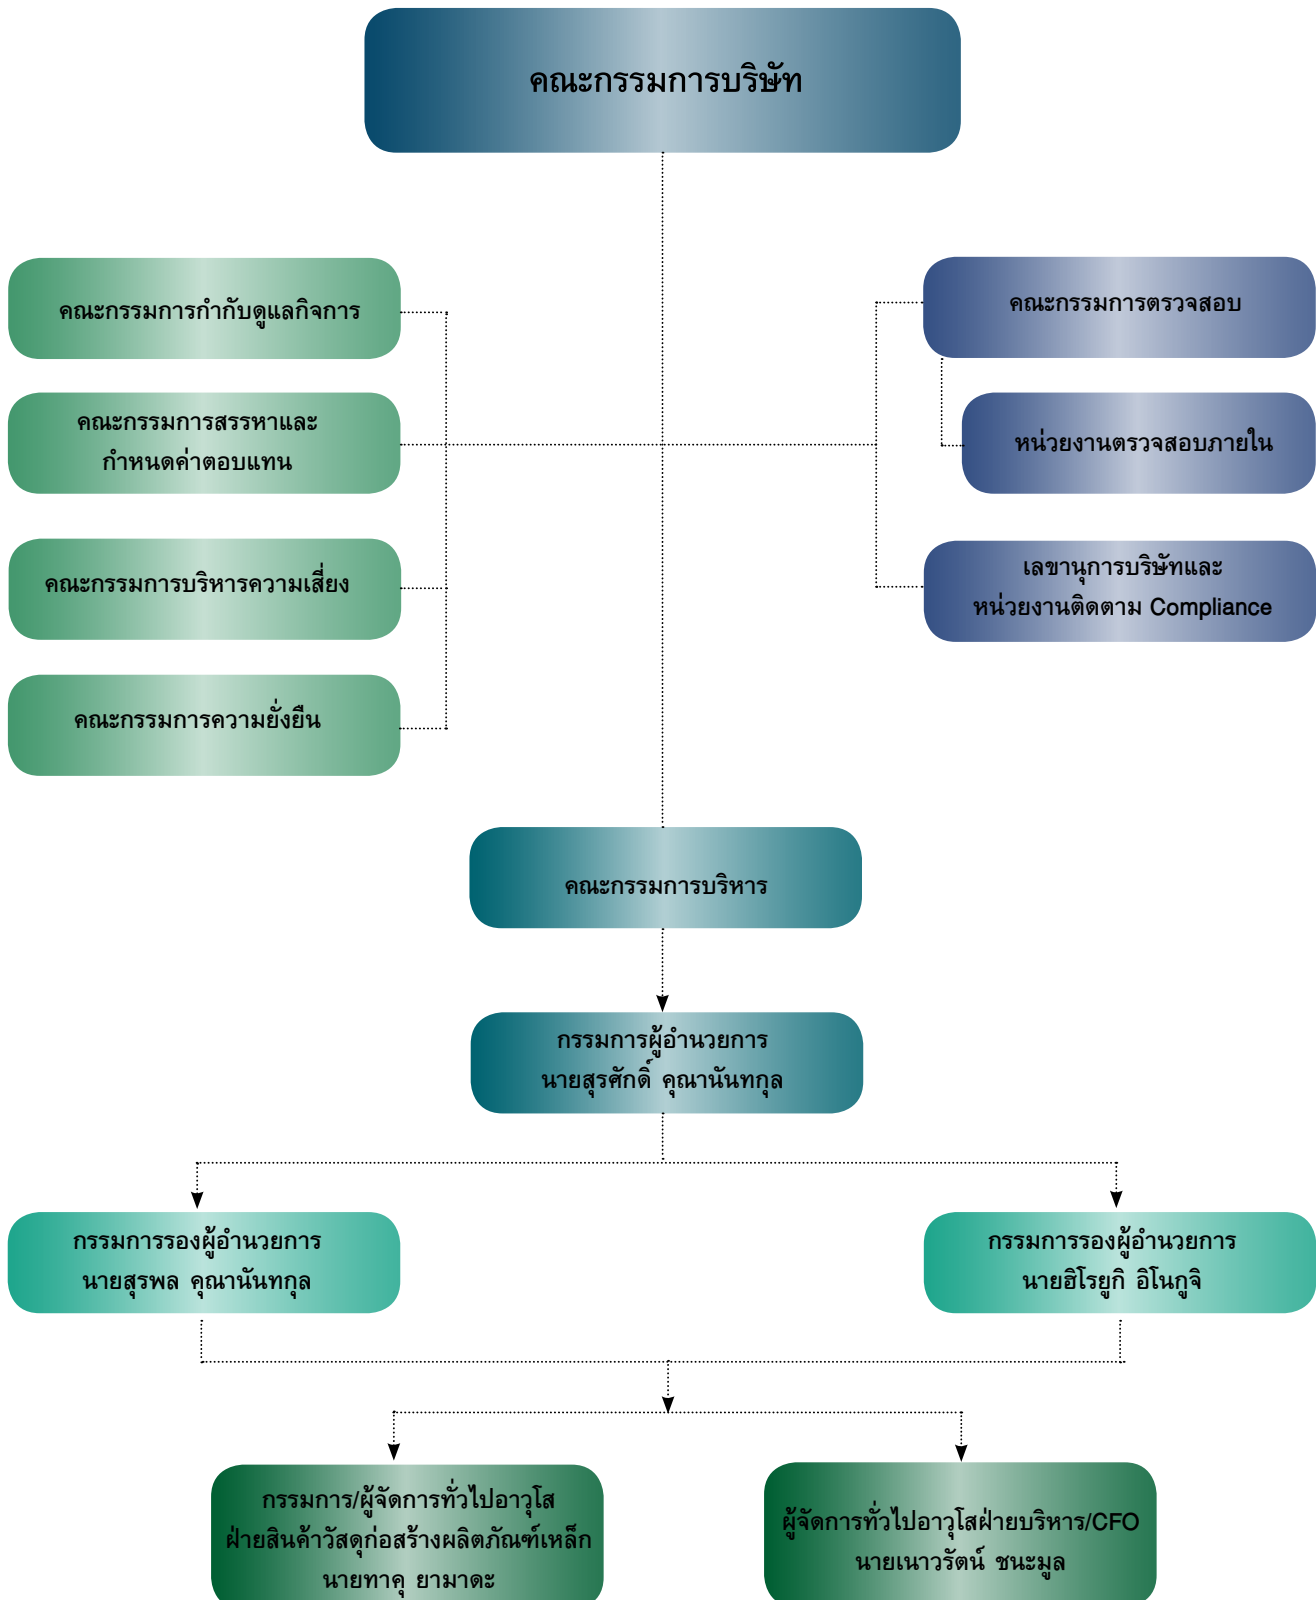 คณะกรรมการบริษัท
คณะกรรมการกำกับดูแลกิจการ
คณะกรรมการสรรหาและ
กำหนดค่าตอบแทน
คณะกรรมการบริหารความเสี่ยง
คณะกรรมการความยั่งยืน
คณะกรรมการตรวจสอบ
หน่วยงานตรวจสอบภายใน
เลขานุการบริษัทและ
หน่วยงานติดตาม Compliance
คณะกรรมการบริหาร
กรรมการผู้อำนวยการ
นายสุรศักดิ์ คุณานันทกุล
กรรมการรองผู้อำนวยการ
นายสุรพล คุณานันทกุล
กรรมการรองผู้อำนวยการ
นายฮิโรยูกิ อิโนกูจิ
กรรมการ/ผู้จัดการทั่วไปอาวุโส
ฝ่ายสินค้าวัสดุก่อสร้างผลิตภัณฑ์เหล็ก
นายทาคุ ยามาดะ
ผู้จัดการทั่วไปอาวุโสฝ่ายบริหาร/CFO
นายเนาวรัตน์ ชนะมูล